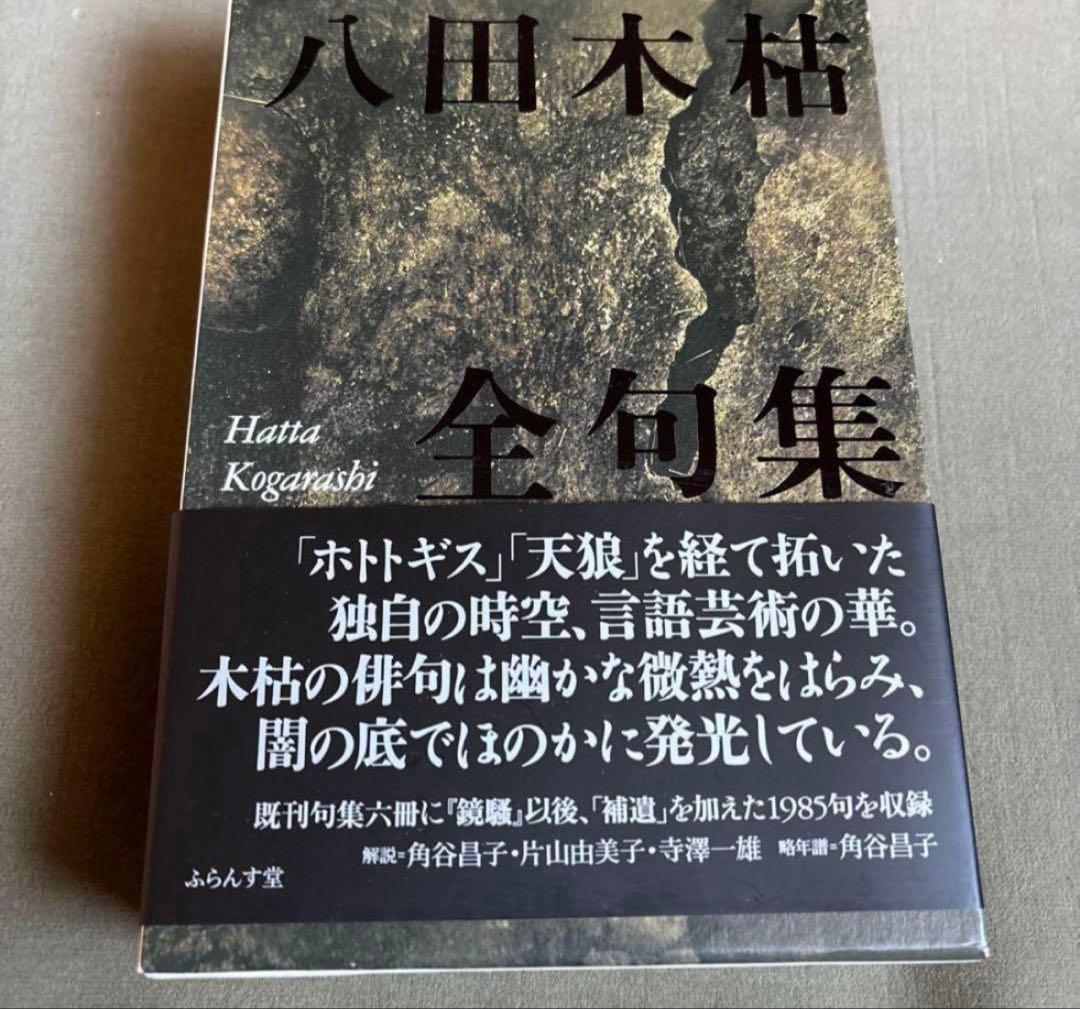 八田木枯
全句集
Hatta
Kogarashi
「ホトトギス」「天狼」を経て拓いた
独自の時空、言語芸術の華。
木枯の俳句は幽かな微熱をはらみ、
闇の底でほのかに発光している。
既刊句集六冊に『鏡騒』以後、「補遺」を加えた1985句を収録
解説=角谷昌子・片山由美子・寺澤一雄 略年譜=角谷昌子
ふらんす堂